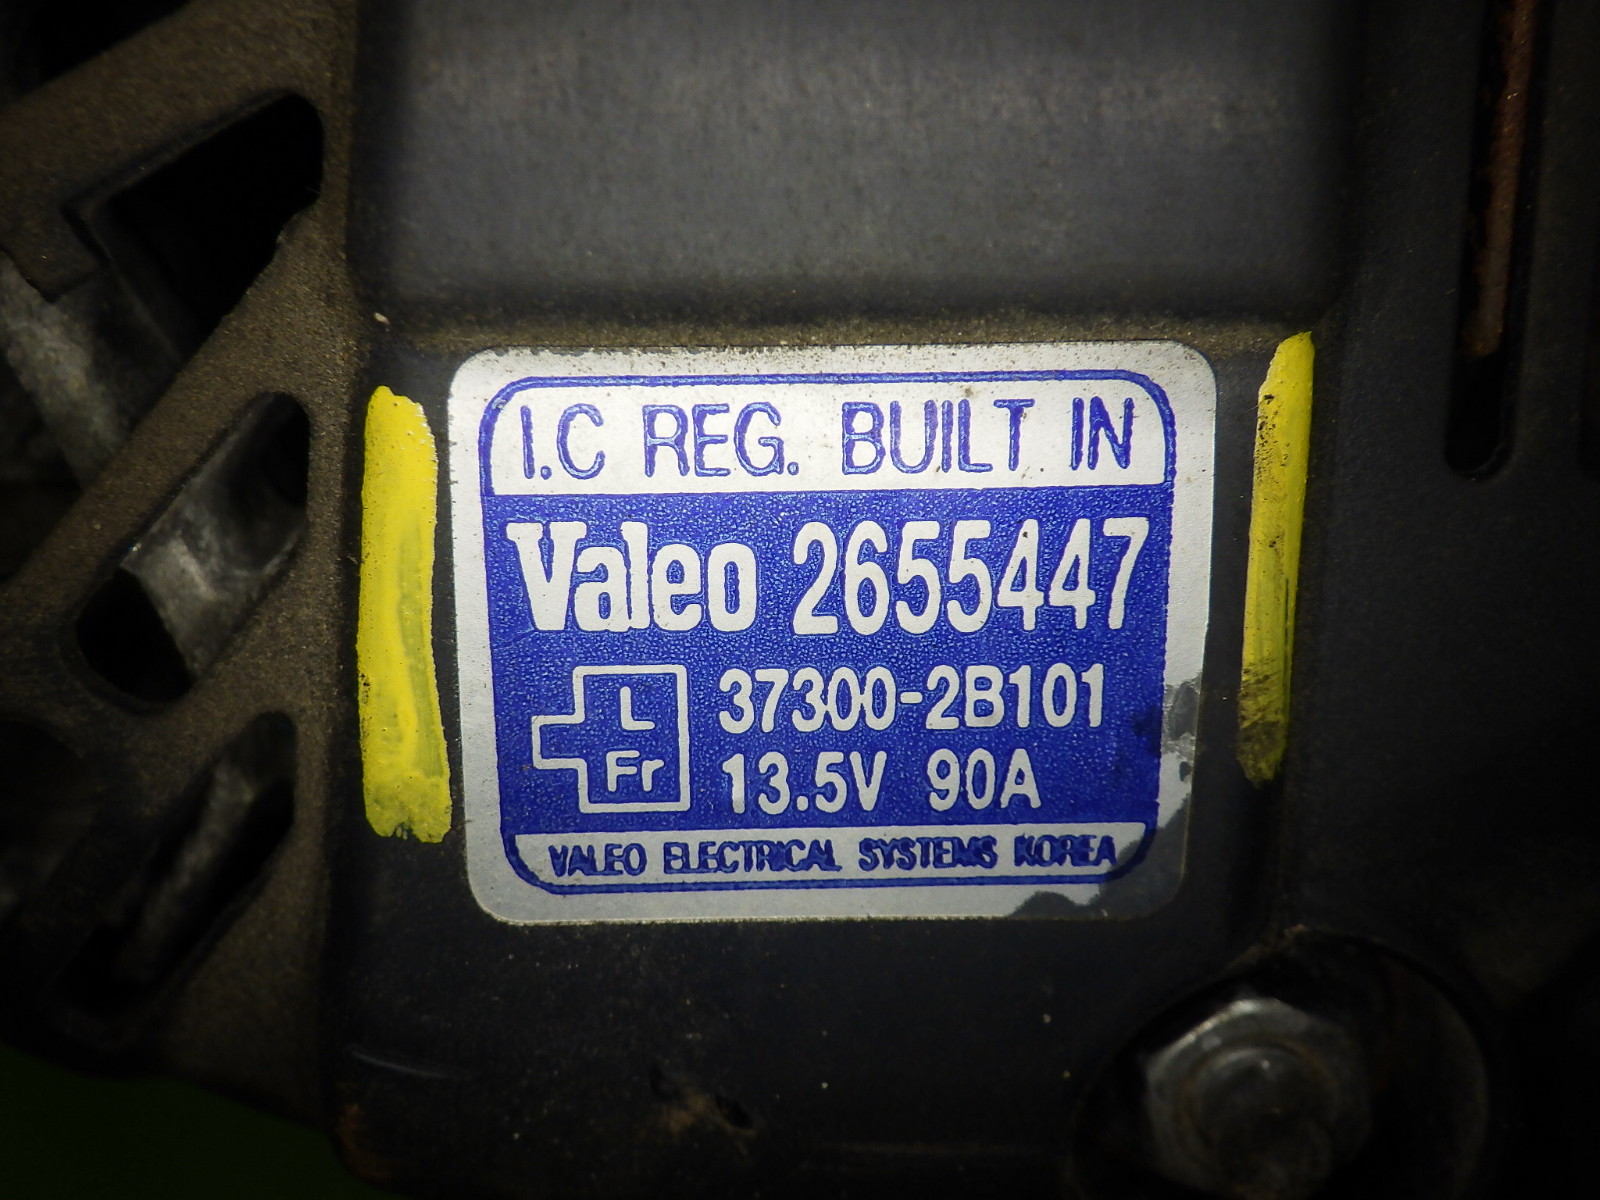 I.C REG. BUILT IN
Valeo 2655447
L 37300-2B101
Fr 13.5V 90A
VALEO ELECTRICAL SYSTEMS KOREA